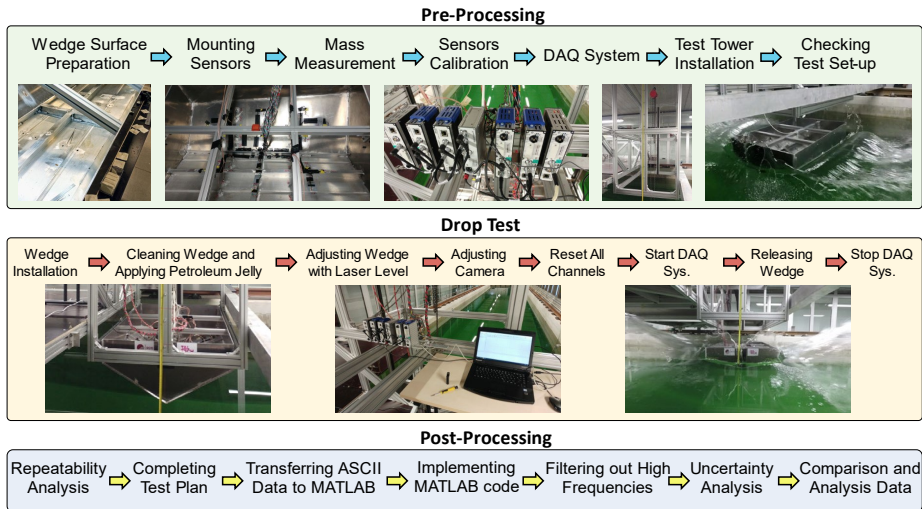 Pre-Processing
Wedge Surface
Preparation
Mounting
Sensors
Mass
Measurement
Sensors
Calibration
DAQ System
Test Tower
Installation
Checking
Test Set-up
Drop Test
Wedge
Installation
Cleaning Wedge and
Applying Petroleum Jelly
Adjusting Wedge
with Laser Level
Adjusting
Camera
Reset All
Channels
Start DAQ
Sys.
Releasing
Wedge
Stop DAQ
Sys.
Post-Processing
Repeatability
Analysis
Completing
Test Plan
Transferring ASCII
Data to MATLAB
Implementing
MATLAB code
Filtering out High
Frequencies
Uncertainty
Analysis
Comparison and
Analysis Data